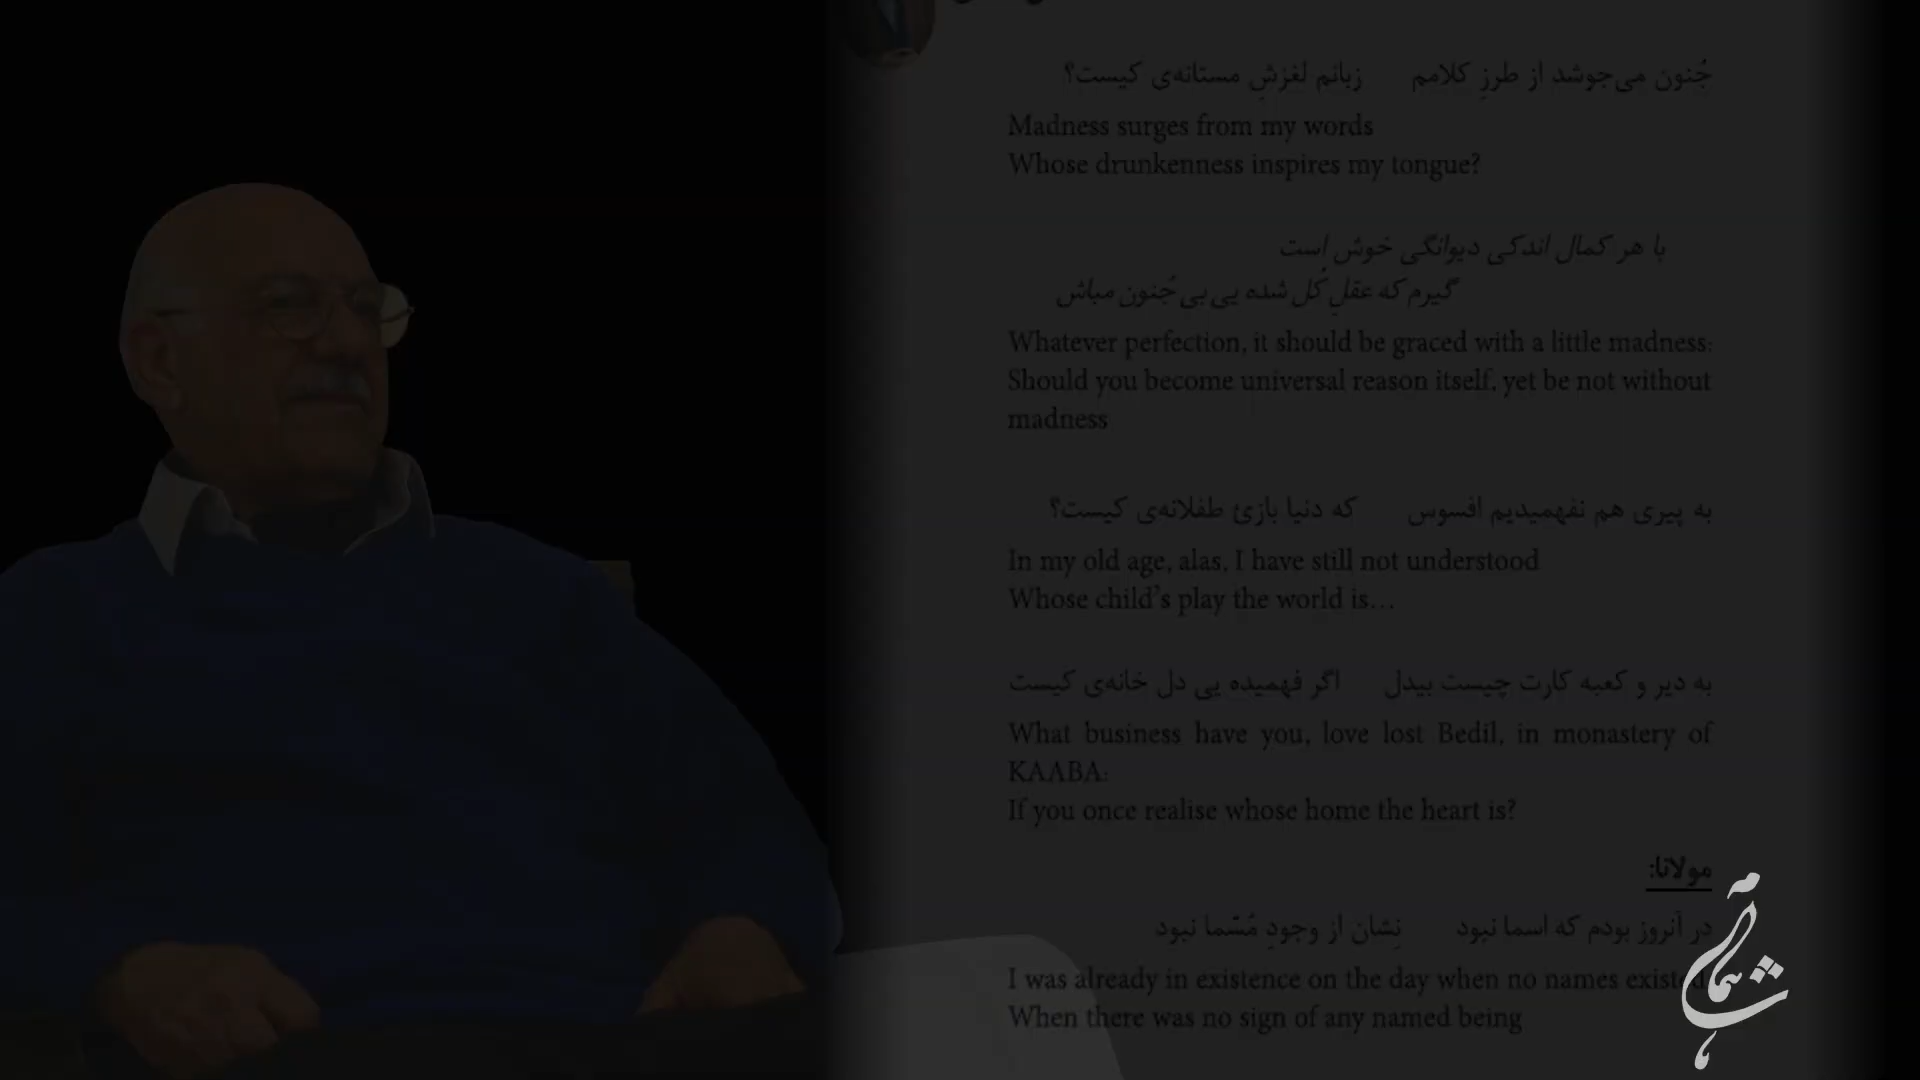 جُنون می‌جوشد از طرزِ کلامم زبانم لغزشِ مستانه‌ی کیست؟
Madness surges from my words
Whose drunkenness inspires my tongue?
با هر کمال اندکی دیوانگی خوش است
گیرم که عقلِ کُل شده یی بی جُنون مباش
Whatever perfection, it should be graced with a little madness:
Should you become universal reason itself, yet be not without
madness
به پیری هم نفهمیدیم افسوس که دنیا بازیٔ طفلانه‌ی کیست؟
In my old age, alas, I have still not understood
Whose child’s play the world is…
به دیر و کعبه کارت چیست بیدل اگر فهمیده یی دل خانه‌ی کیست
What business have you, love lost Bedil, in monastery of
KAABA:
If you once realise whose home the heart is?
مولانا:
در آنروز بودم که اسما نبود نِشان از وجودِ مُسّما نبود
I was already in existence on the day when no names existed
When there was no sign of any named being